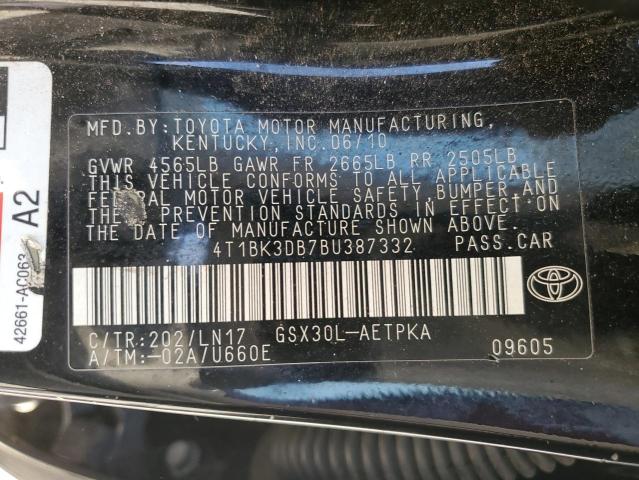 MFD.BY:TOYOTA MOTOR MANUFACTURING,
KENTUCKY,INC.06/10
GVWR 4565LB GAWR FR 2665LB RR 2505LB
THIS VEHICLE CONFORMS TO ALL APPLICABLE
FEDERAL MOTOR VEHICLE SAFETY,BUMPER AND
THEFT PREVENTION STANDARDS IN EFFECT ON
THE DATE OF MANUFACTURE SHOWN ABOVE.
4T1BK3DB7BU387332 PASS.CAR
C/TR:202/LN17 GSX30L-AETPKA
A/TM:-02A/U660E 09605
TOYOTA
42661-AC063
A2